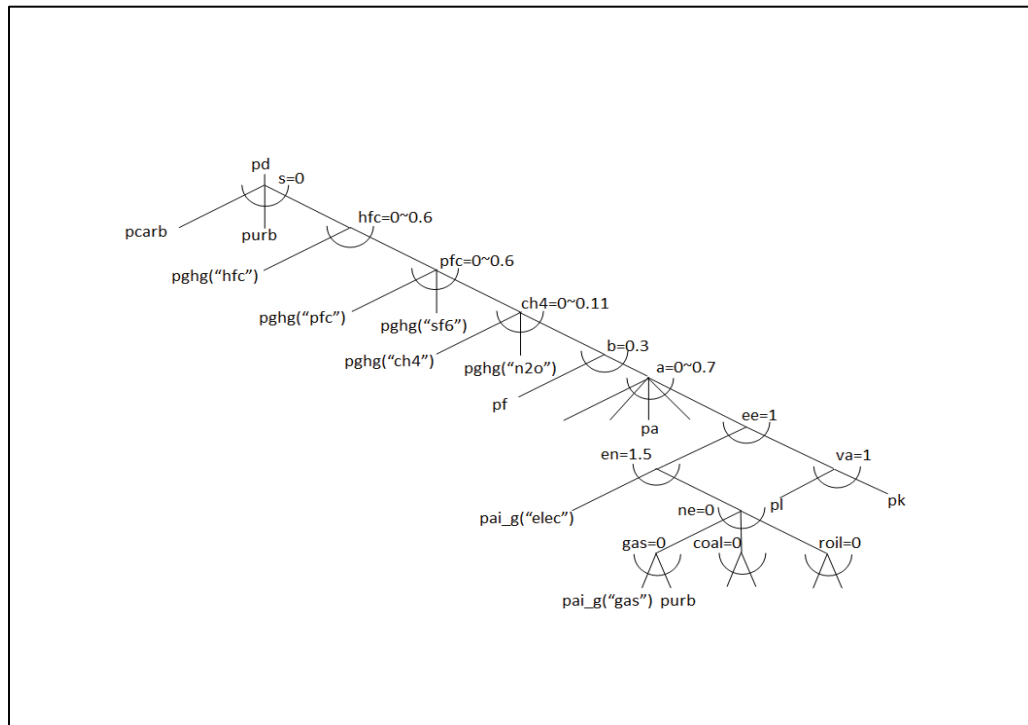 pd
s=0
pcarb
purb
hfc=0~0.6
pghg(“hfc”)
pfc=0~0.6
pghg(“pfc”)
pghg(“sf6”)
ch4=0~0.11
pghg(“ch4”)
pghg(“n2o”)
b=0.3
pf
a=0~0.7
pa
ee=1
en=1.5
va=1
pai_g(“elec”)
ne=0
pl
pk
gas=0
coal=0
roil=0
pai_g(“gas”) purb